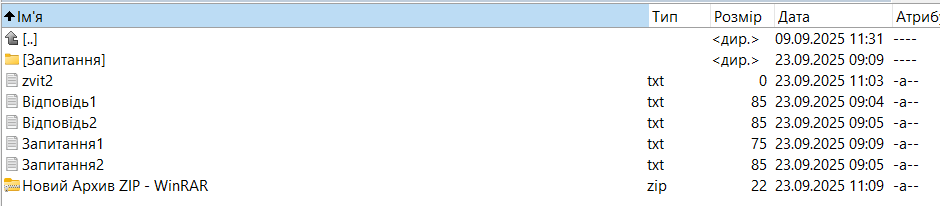 Ім'я Тип Розмір Дата Атриб
[..] <дир.> 09.09.2025 11:31 ----
[Запитання] <дир.> 23.09.2025 09:09 ----
zvit2 txt 0 23.09.2025 11:03 -a--
Відповідь1 txt 85 23.09.2025 09:04 -a--
Відповідь2 txt 85 23.09.2025 09:05 -a--
Запитання1 txt 75 23.09.2025 09:09 -a--
Запитання2 txt 85 23.09.2025 09:05 -a--
Новий Архив ZIP - WinRAR zip 22 23.09.2025 11:09 -a--